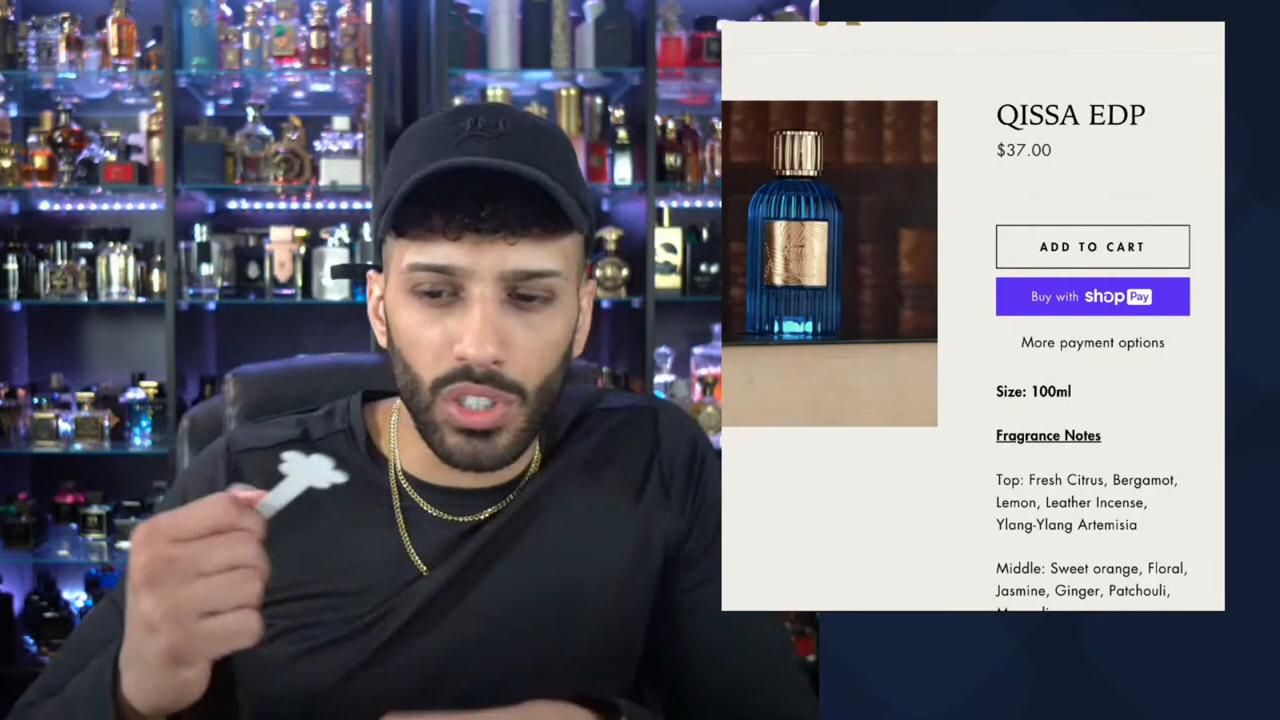 QISSA EDP
$37.00
ADD TO CART
Buy with shop Pay
More payment options
Size: 100ml
Fragrance Notes
Top: Fresh Citrus, Bergamot,
Lemon, Leather Incense,
Ylang-Ylang Artemisia
Middle: Sweet orange, Floral,
Jasmine, Ginger, Patchouli,